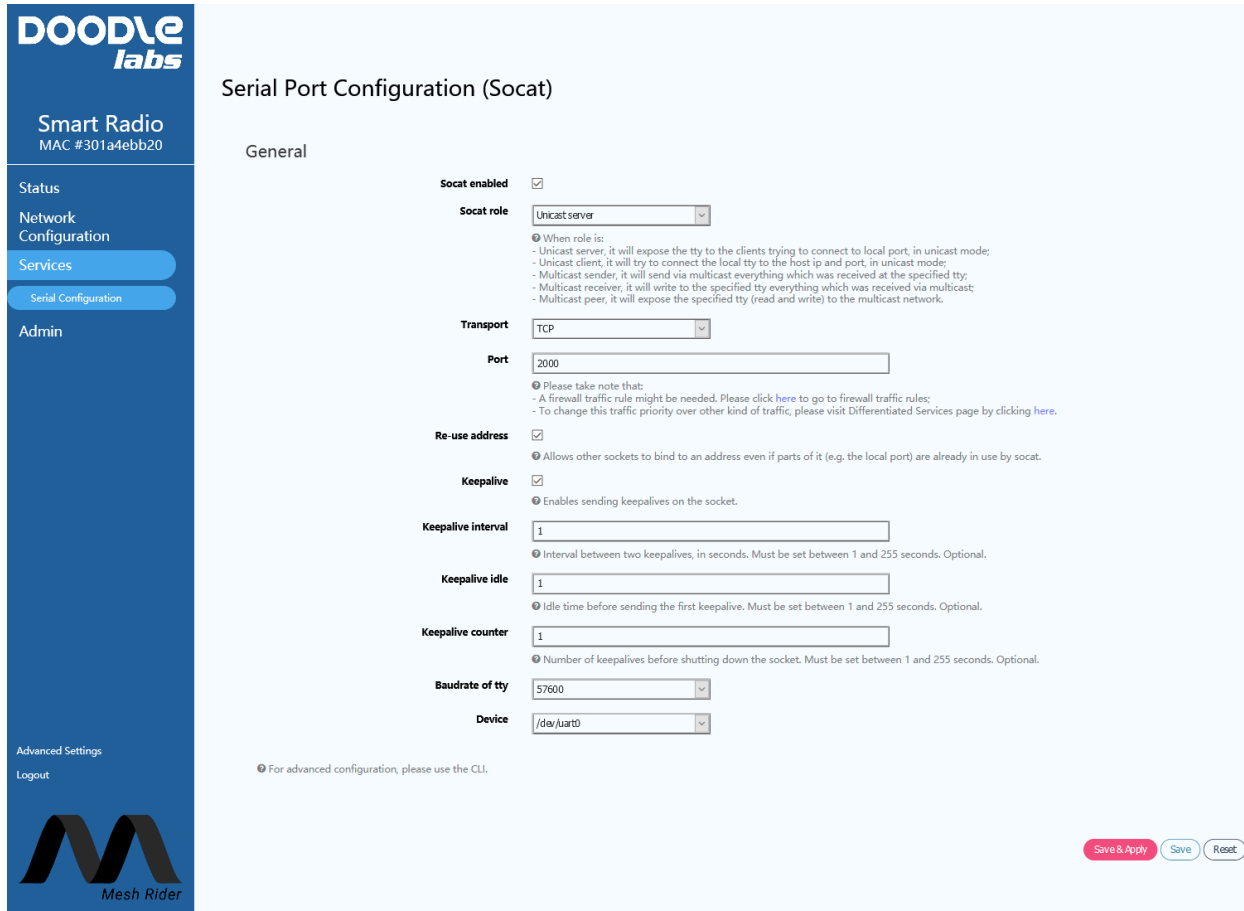 DOODLE
labs
Smart Radio
MAC #301a4ebb20
Status
Network
Configuration
Services
Serial Configuration
Admin
Advanced Settings
Logout
Mesh Rider
Serial Port Configuration (Socat)
General
Socat enabled
Socat role
Unicast server
When role is:
- Unicast server, it will expose the tty to the clients trying to connect to local port, in unicast mode;
- Unicast client, it will try to connect the local tty to the host ip and port, in unicast mode;
- Multicast sender, it will send via multicast everything which was received at the specified tty;
- Multicast receiver, it will write to the specified tty everything which was received via multicast;
- Multicast peer, it will expose the specified tty (read and write) to the multicast network.
Transport
TCP
Port
2000
Please take note that:
- A firewall traffic rule might be needed. Please click here to go to firewall traffic rules;
- To change this traffic priority over other kind of traffic, please visit Differentiated Services page by clicking here.
Re-use address
Allows other sockets to bind to an address even if parts of it (e.g. the local port) are already in use by socat.
Keepalive
Enables sending keepalives on the socket.
Keepalive interval
1
Interval between two keepalives, in seconds. Must be set between 1 and 255 seconds. Optional.
Keepalive idle
1
Idle time before sending the first keepalive. Must be set between 1 and 255 seconds. Optional.
Keepalive counter
1
Number of keepalives before shutting down the socket. Must be set between 1 and 255 seconds. Optional.
Baudrate of tty
57600
Device
/dev/uart0
For advanced configuration, please use the CLI.
Save & Apply
Save
Reset